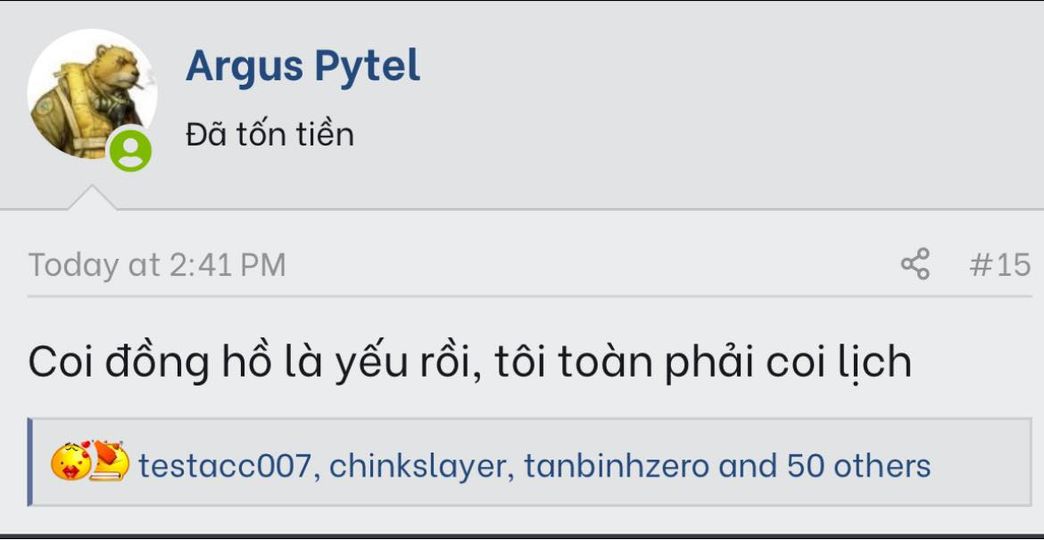 Argus Pytel
Đã tốn tiền
Today at 2:41 PM
#15
Coi đồng hồ là yếu rồi, tôi toàn phải coi lịch
testacc007, chinkslayer, tanbinhzero and 50 others